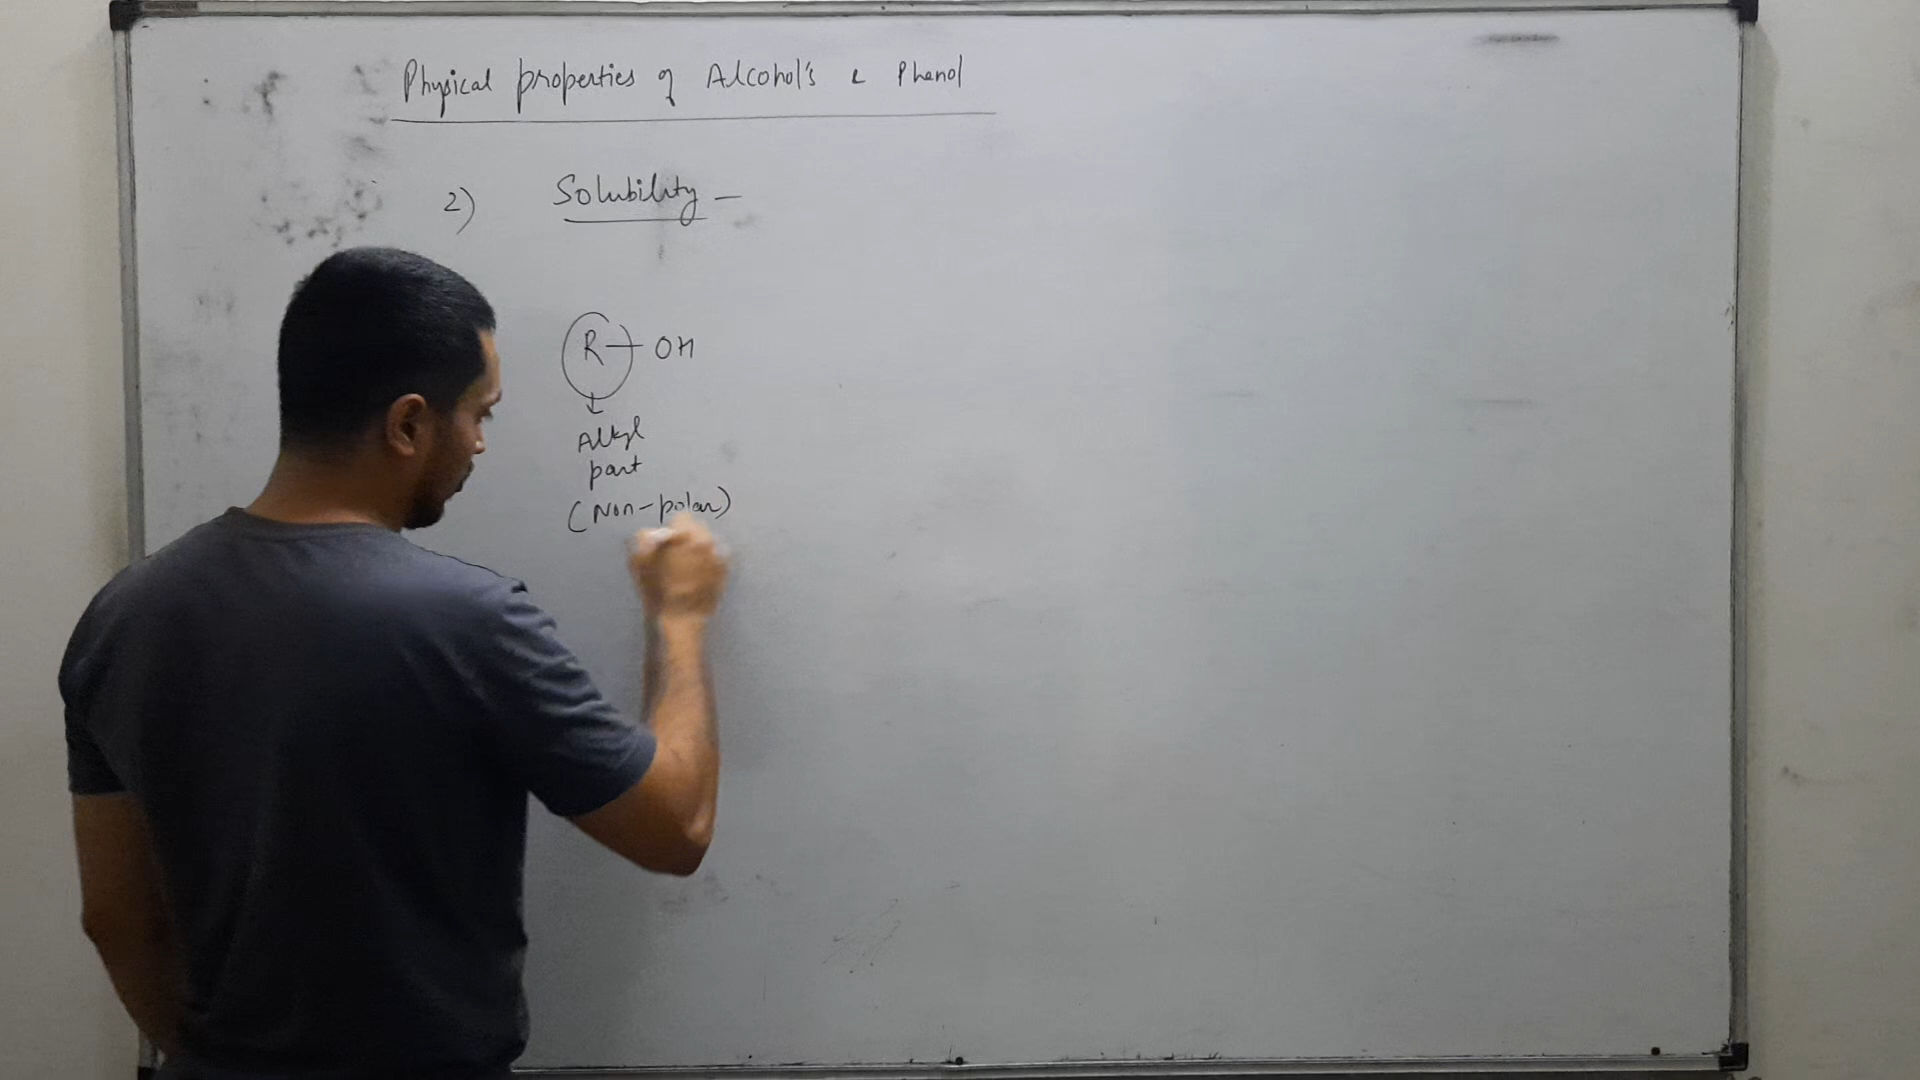 Physical properties of Alcohol's & Phenol
2) Solubility -
R - OH
Alkyl
part
(Non-polar)